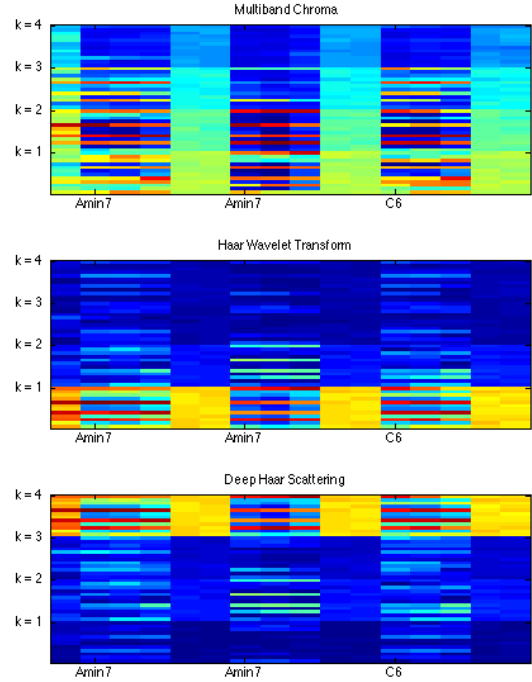 Multiband Chroma
k = 4
k = 3
k = 2
k = 1
Amin7 Amin7 C6
Haar Wavelet Transform
k = 4
k = 3
k = 2
k = 1
Amin7 Amin7 C6
Deep Haar Scattering
k = 4
k = 3
k = 2
k = 1
Amin7 Amin7 C6